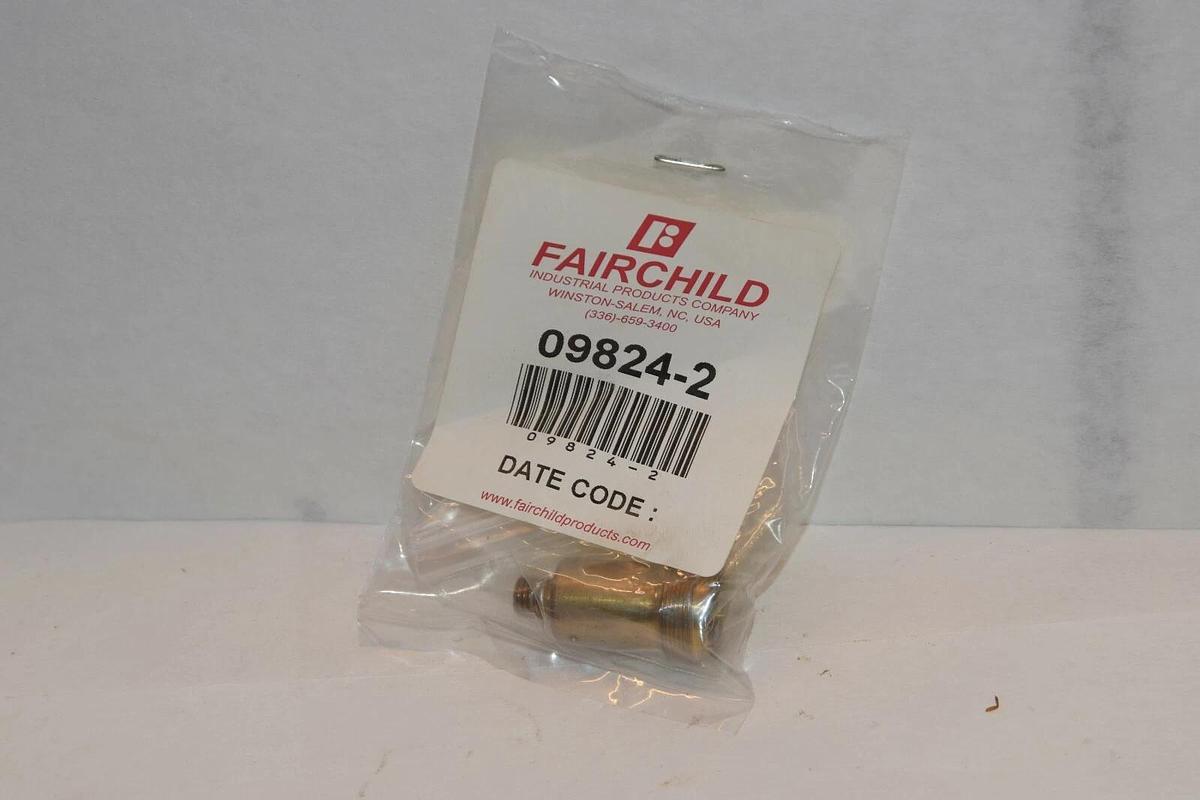 FAIRCHILD
INDUSTRIAL PRODUCTS COMPANY
WINSTON-SALEM, NC, USA
(336)-659-3400
09824-2
09824-2
DATE CODE :
www.fairchildproducts.com